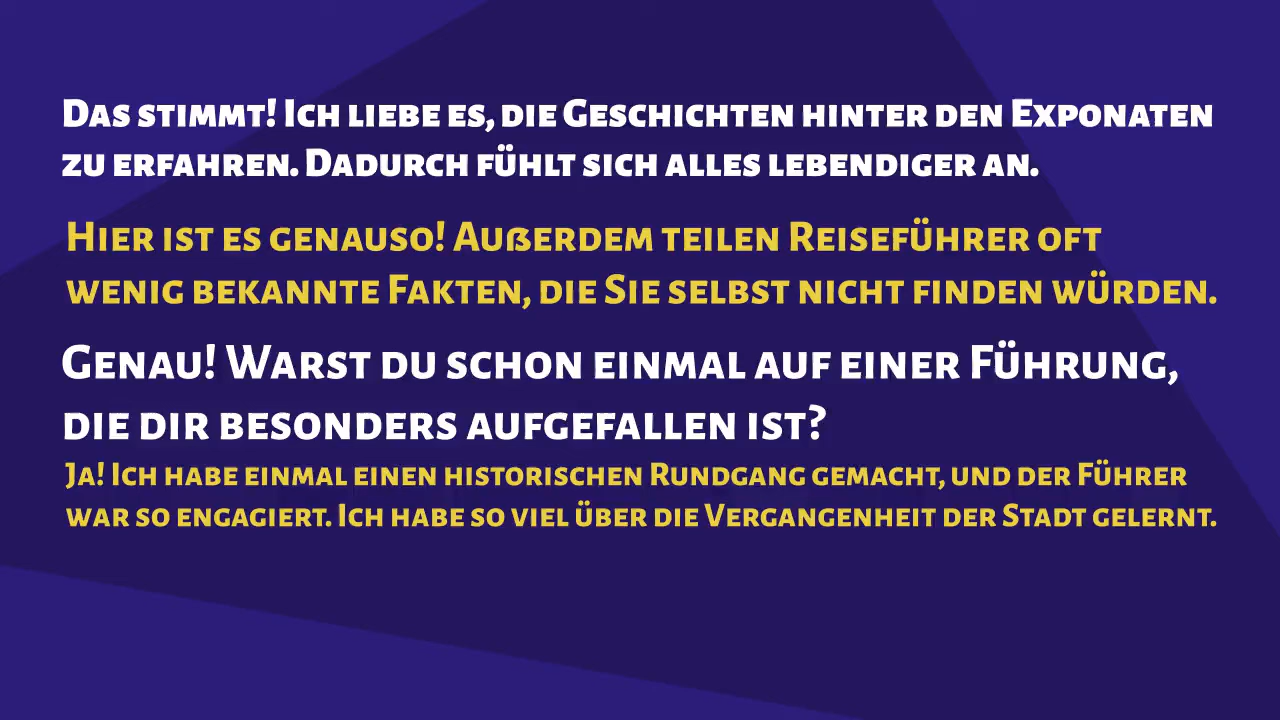 Das stimmt! Ich liebe es, die Geschichten hinter den Exponaten
zu erfahren. Dadurch fühlt sich alles lebendiger an.
Hier ist es genauso! Außerdem teilen Reiseführer oft
wenig bekannte Fakten, die Sie selbst nicht finden würden.
Genau! Warst du schon einmal auf einer Führung,
die dir besonders aufgefallen ist?
Ja! Ich habe einmal einen historischen Rundgang gemacht, und der Führer
war so engagiert. Ich habe so viel über die Vergangenheit der Stadt gelernt.